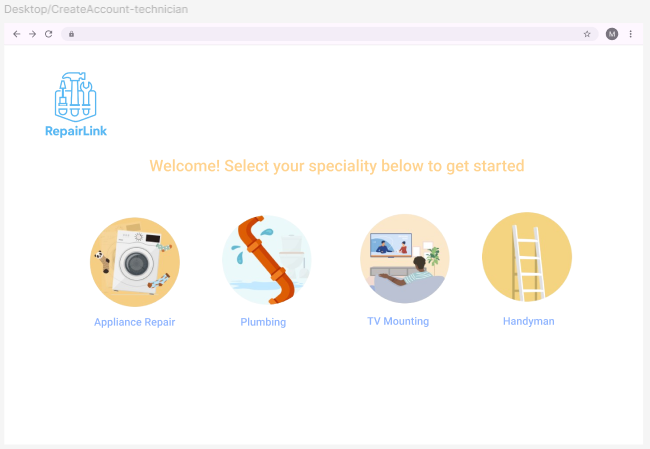 Desktop/CreateAccount-technician
M
RepairLink
Welcome! Select your speciality below to get started
Appliance Repair
Plumbing
TV Mounting
Handyman